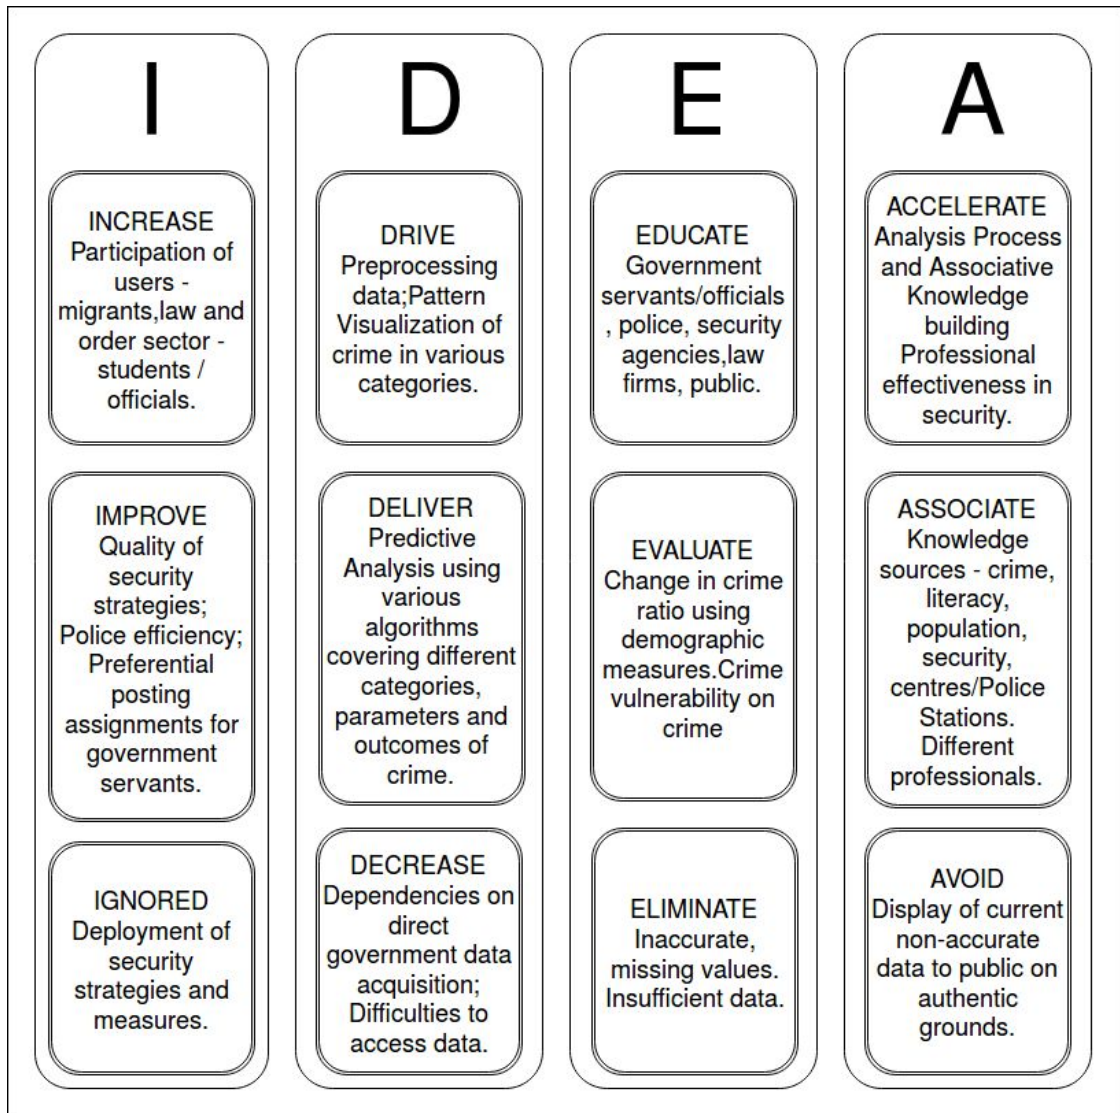 I
INCREASE
Participation of
users -
migrants,law and
order sector -
students /
officials.
IMPROVE
Quality of
security
strategies;
Police efficiency;
Preferential
posting
assignments for
government
servants.
IGNORED
Deployment of
security
strategies and
measures.
D
DRIVE
Preprocessing
data;Pattern
Visualization of
crime in various
categories.
DELIVER
Predictive
Analysis using
various
algorithms
covering different
categories,
parameters and
outcomes of
crime.
DECREASE
Dependencies on
direct
government data
acquisition;
Difficulties to
access data.
E
EDUCATE
Government
servants/officials
, police, security
agencies,law
firms, public.
EVALUATE
Change in crime
ratio using
demographic
measures.Crime
vulnerability on
crime
ELIMINATE
Inaccurate,
missing values.
Insufficient data.
A
ACCELERATE
Analysis Process
and Associative
Knowledge
building
Professional
effectiveness in
security.
ASSOCIATE
Knowledge
sources - crime,
literacy,
population,
security,
centres/Police
Stations.
Different
professionals.
AVOID
Display of current
non-accurate
data to public on
authentic
grounds.